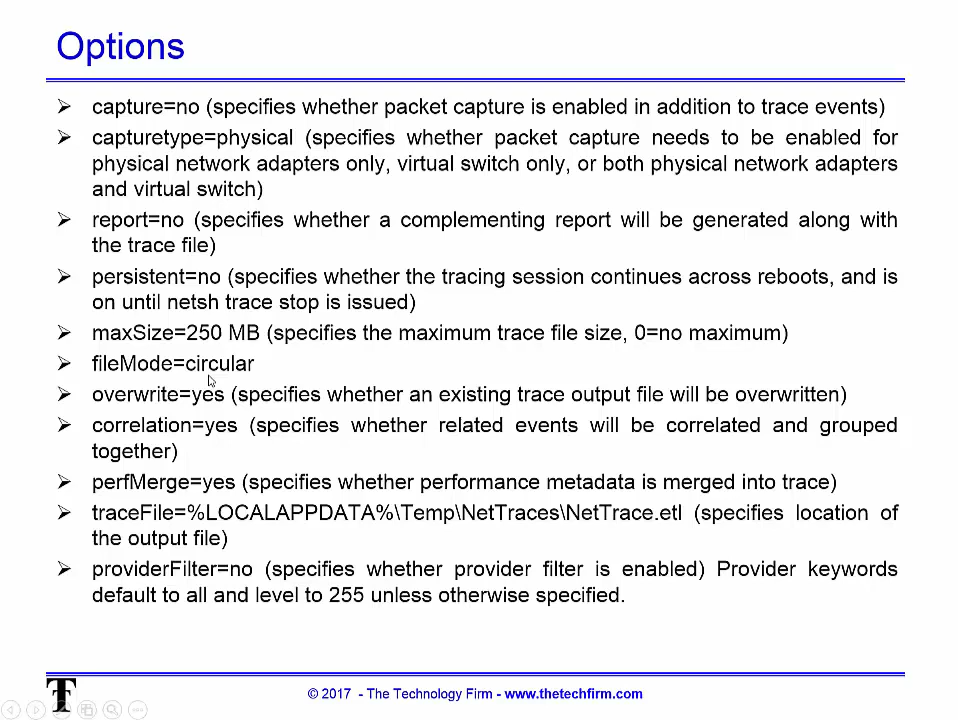 Options
capture=no (specifies whether packet capture is enabled in addition to trace events)
capturetype=physical (specifies whether packet capture needs to be enabled for
physical network adapters only, virtual switch only, or both physical network adapters
and virtual switch)
report=no (specifies whether a complementing report will be generated along with
the trace file)
persistent=no (specifies whether the tracing session continues across reboots, and is
on until netsh trace stop is issued)
maxSize=250 MB (specifies the maximum trace file size, 0=no maximum)
fileMode=circular
overwrite=yes (specifies whether an existing trace output file will be overwritten)
correlation=yes (specifies whether related events will be correlated and grouped
together)
perfMerge=yes (specifies whether performance metadata is merged into trace)
traceFile=%LOCALAPPDATA%\Temp\NetTraces\NetTrace.etl (specifies location of
the output file)
providerFilter=no (specifies whether provider filter is enabled) Provider keywords
default to all and level to 255 unless otherwise specified.
T
© 2017 - The Technology Firm - www.thetechfirm.com